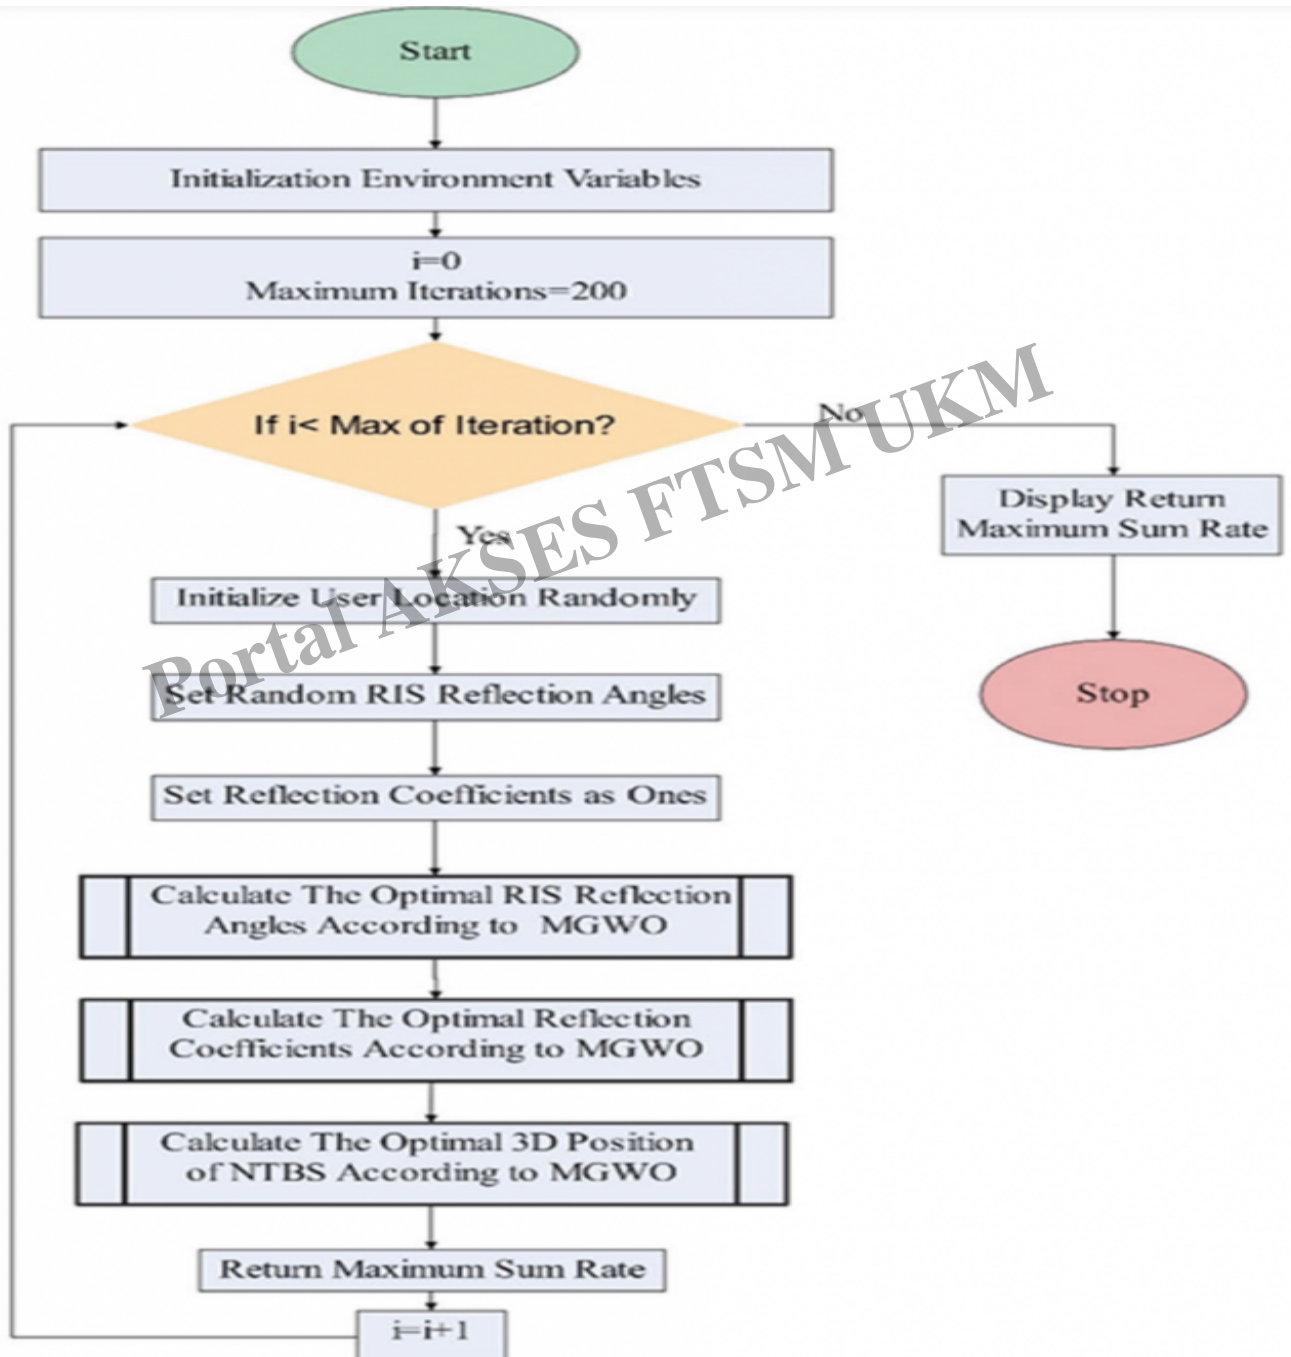 Start
Initialization Environment Variables
i=0
Maximum Iterations=200
If i< Max of Iteration?
No
Yes
Display Return
Maximum Sum Rate
Stop
Initialize User Location Randomly
Set Random RIS Reflection Angles
Set Reflection Coefficients as Ones
Calculate The Optimal RIS Reflection
Angles According to MGWO
Calculate The Optimal Reflection
Coefficients According to MGWO
Calculate The Optimal 3D Position
of NTBS According to MGWO
Return Maximum Sum Rate
i=i+1
Portal AKSES FTSM UKM